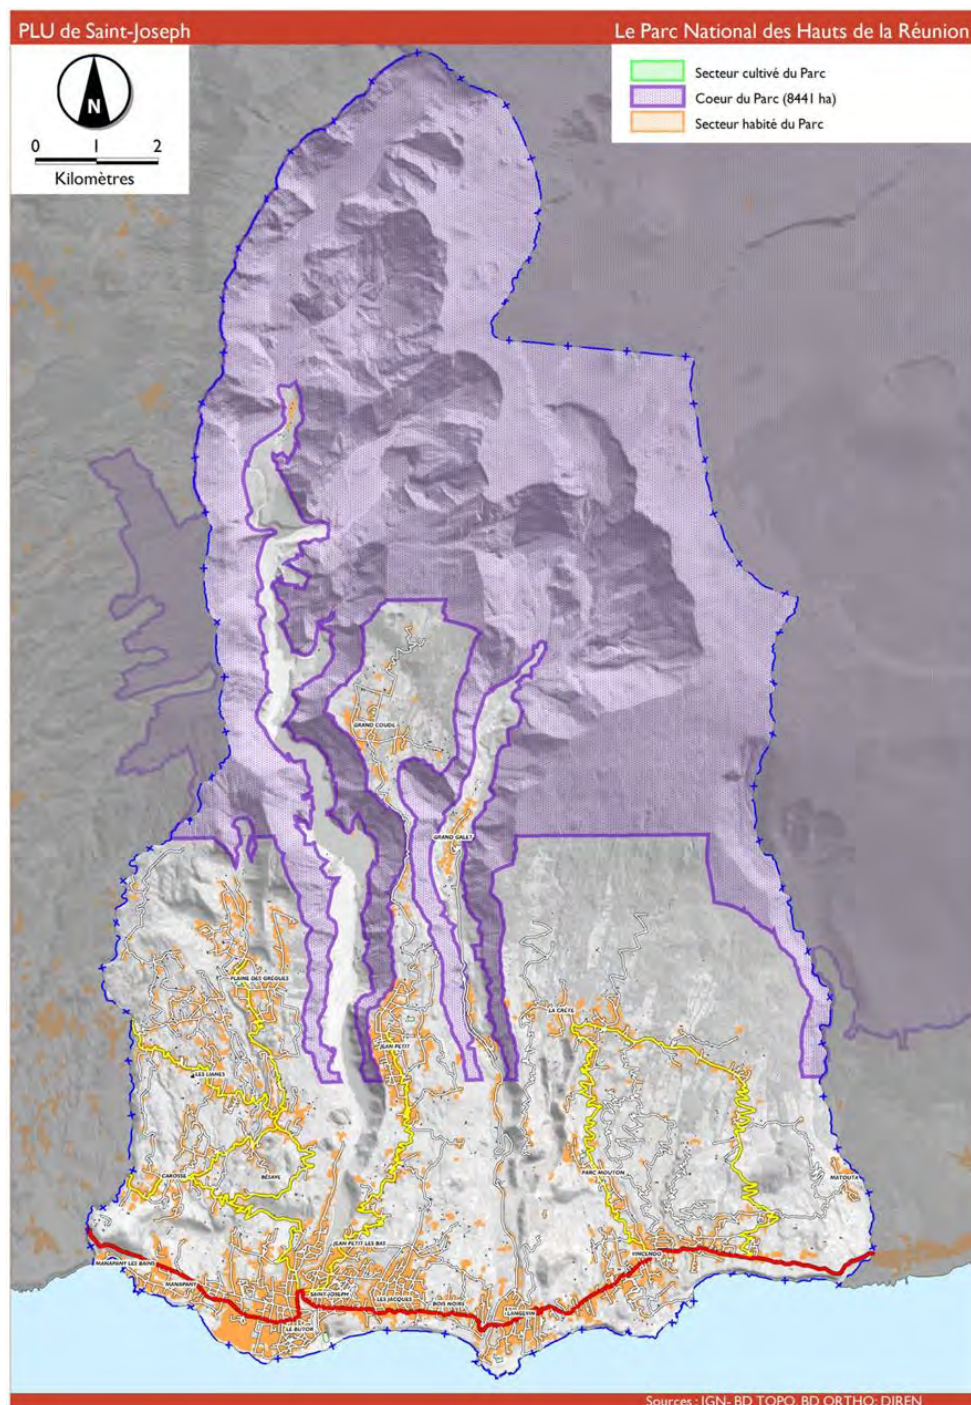 PLU de Saint-Joseph
Le Parc National des Hauts de la Réunion
N
0 1 2
Kilomètres
Secteur cultivé du Parc
Coeur du Parc (8441 ha)
Secteur habité du Parc
GRAND COUDE
GRAND GALET
PLAINE DES GREGUES
LA CRETE
JEAN PETIT
LES LIANES
CAROSSE
BESAVE
PARC MOUTON
MATOUTA
JEAN PETIT LES BAS
VINCENDO
MANAPANY LES BAINS
MANAPANY
SAINT-JOSEPH
LES JACQUES
BOIS NOIRS
LANGEVIN
LE BUTOR
Sources : IGN- BD TOPO, BD ORTHO; DIREN